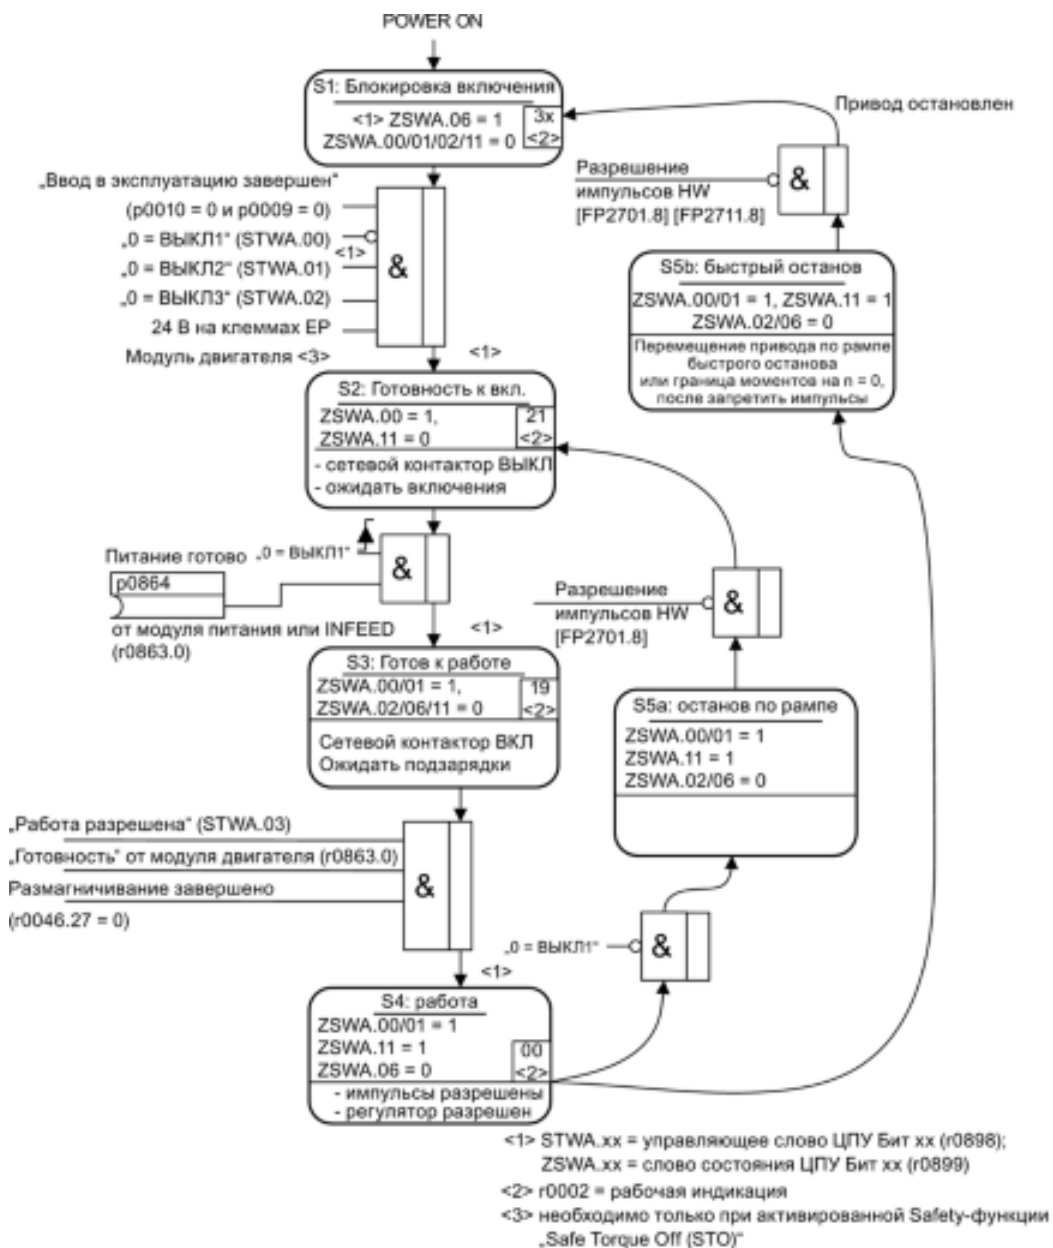 POWER ON
S1: Блокировка включения
<1> ZSWA.06 = 1
ZSWA.00/01/02/11 = 0
3x
<2>
Привод остановлен
Разрешение
импульсов HW
[FP2701.8] [FP2711.8]
&
„Ввод в эксплуатацию завершен“
(p0010 = 0 и p0009 = 0)
„0 = ВЫКЛ1“ (STWA.00)
<1>
„0 = ВЫКЛ2“ (STWA.01)
„0 = ВЫКЛ3“ (STWA.02)
24 В на клеммах EP
Модуль двигателя <3>
&
<1>
S5b: быстрый останов
ZSWA.00/01 = 1, ZSWA.11 = 1
ZSWA.02/06 = 0
Перемещение привода по рампе
быстрого останова
или граница моментов на n = 0,
после запретить импульсы
S2: Готовность к вкл.
ZSWA.00 = 1,
ZSWA.11 = 0
21
<2>
- сетевой контактор ВЫКЛ
- ожидать включения
Питание готово
„0 = ВЫКЛ1“
p0864
&
от модуля питания или INFEED
(r0863.0)
<1>
Разрешение
импульсов HW
[FP2701.8]
&
S3: Готов к работе
ZSWA.00/01 = 1,
ZSWA.02/06/11 = 0
19
<2>
Сетевой контактор ВКЛ
Ожидать подзарядки
S5a: останов по рампе
ZSWA.00/01 = 1
ZSWA.11 = 1
ZSWA.02/06 = 0
„Работа разрешена“ (STWA.03)
„Готовность“ от модуля двигателя (r0863.0)
Размагничивание завершено
(r0046.27 = 0)
&
<1>
„0 = ВЫКЛ1“
&
S4: работа
ZSWA.00/01 = 1
ZSWA.11 = 1
ZSWA.06 = 0
00
<2>
- импульсы разрешены
- регулятор разрешен
<1> STWA.xx = управляющее слово ЦПУ Бит xx (r0898);
ZSWA.xx = слово состояния ЦПУ Бит xx (r0899)
<2> r0002 = рабочая индикация
<3> необходимо только при активированной Safety-функции
„Safe Torque Off (STO)“